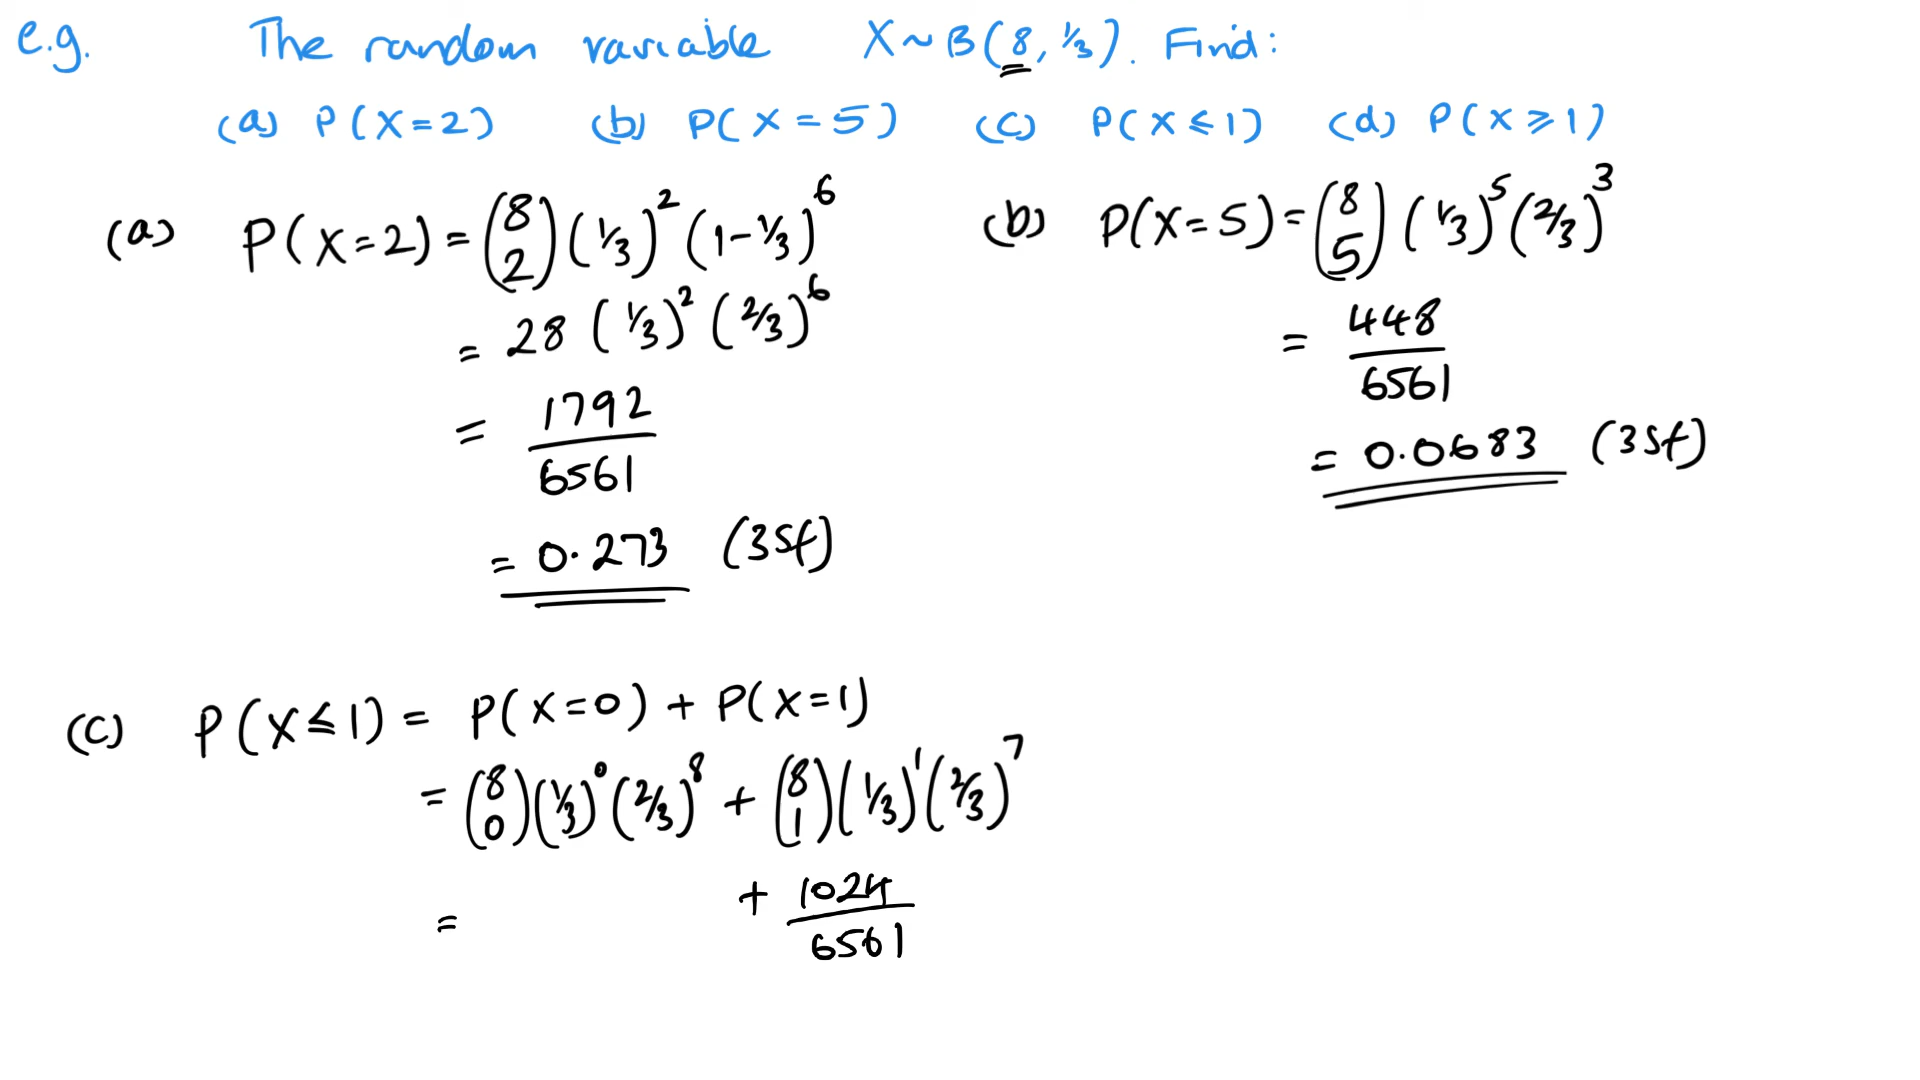 e.g. The random variable X~B(8, 1/3). Find:
(a) P(X=2) (b) P(X=5) (c) P(X≤1) (d) P(X≥1)
(a) P(X=2) = (8 2)(1/3)^2(1-1/3)^6
= 28 (1/3)^2 (2/3)^6
= 1792/6561
= 0.273 (3sf)
(b) P(X=5) = (8 5)(1/3)^5(2/3)^3
= 448/6561
= 0.0683 (3sf)
(c) P(X≤1) = P(X=0) + P(X=1)
= (8 0)(1/3)^0(2/3)^8 + (8 1)(1/3)^1(2/3)^7
= + 1024/6561